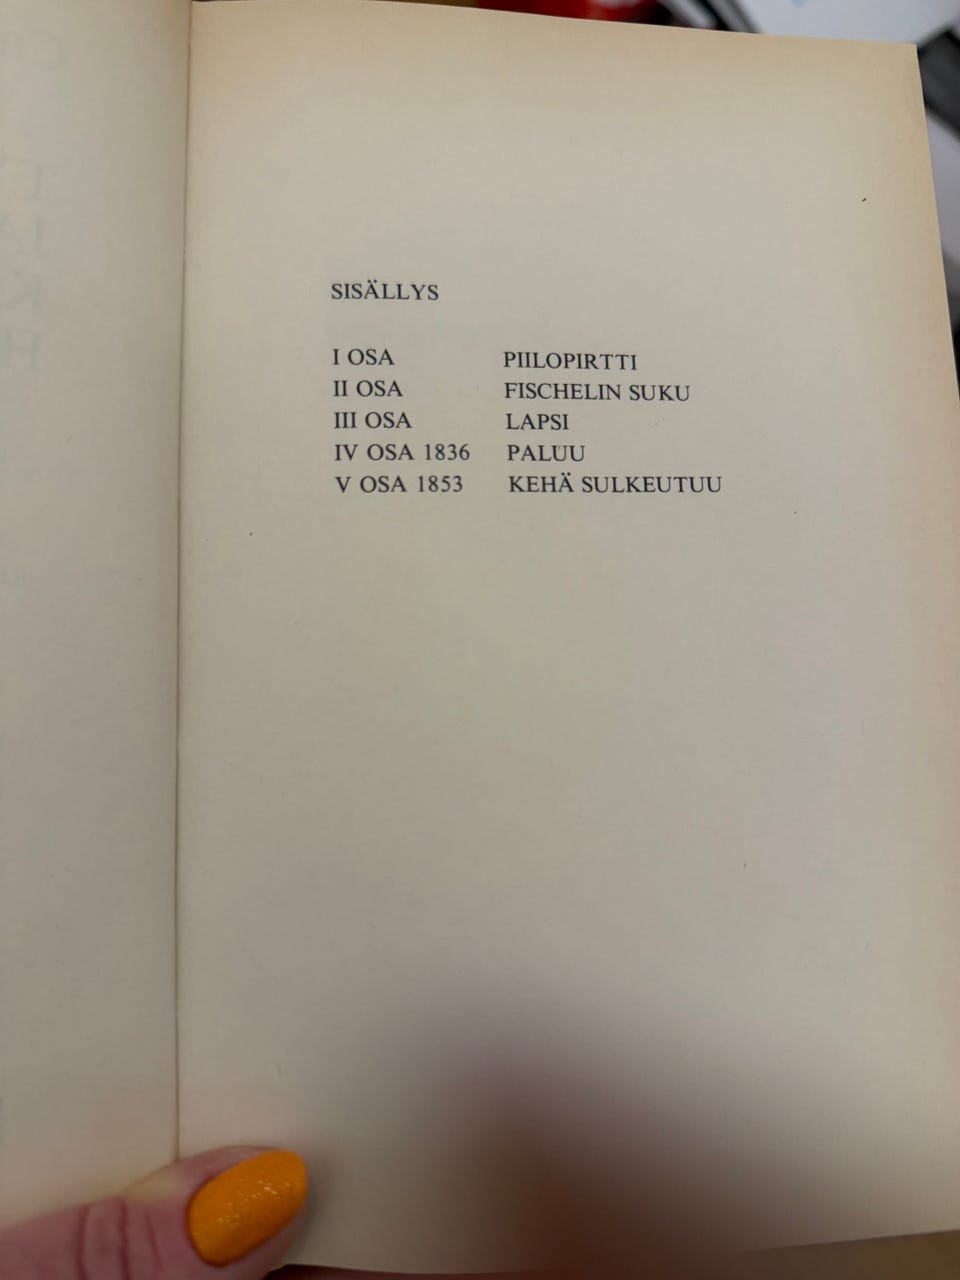 SISÄLLYS
I OSA PIILOPIRTTI
II OSA FISCHELIN SUKU
III OSA LAPSI
IV OSA 1836 PALUU
V OSA 1853 KEHÄ SULKEUTUU